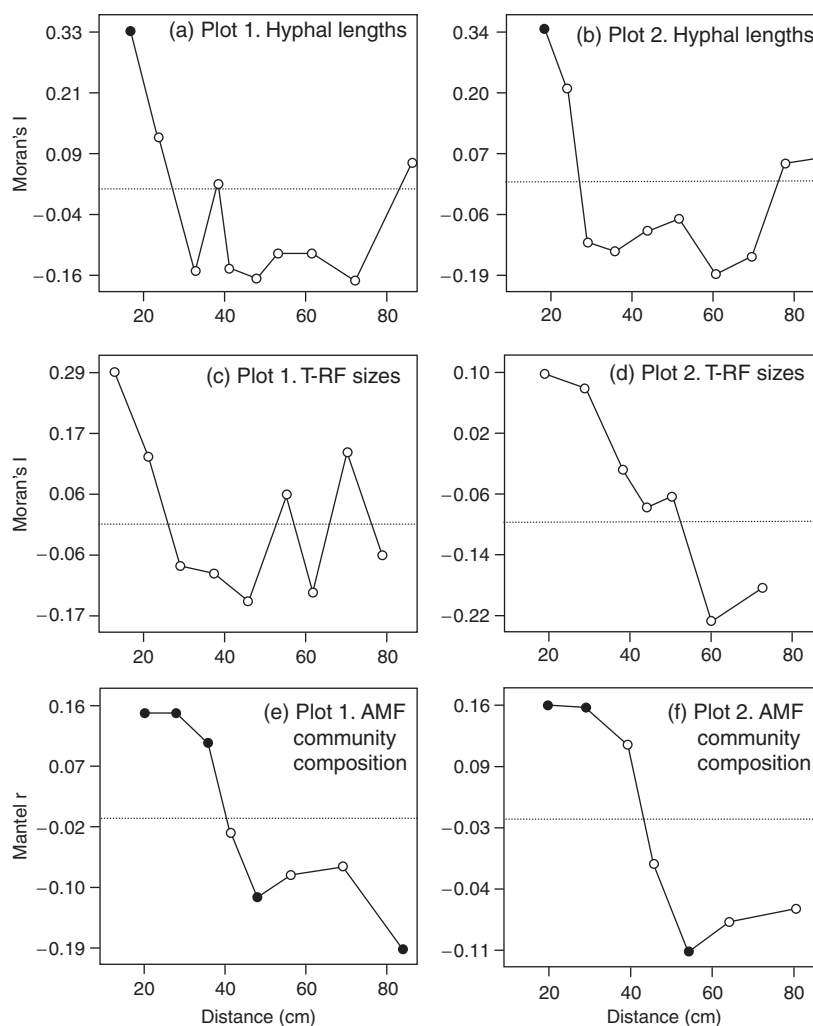 (a) Plot 1. Hyphal lengths
Moran's I
0.33
0.21
0.09
−0.04
−0.16
20 40 60 80
(b) Plot 2. Hyphal lengths
0.34
0.20
0.07
−0.06
−0.19
20 40 60 80
(c) Plot 1. T-RF sizes
Moran's I
0.29
0.17
0.06
−0.06
−0.17
20 40 60 80
(d) Plot 2. T-RF sizes
0.10
0.02
−0.06
−0.14
−0.22
20 40 60 80
(e) Plot 1. AMF
community
composition
Mantel r
0.16
0.07
−0.02
−0.10
−0.19
20 40 60 80
Distance (cm)
(f) Plot 2. AMF
community
composition
0.16
0.09
−0.03
−0.04
−0.11
20 40 60 80
Distance (cm)